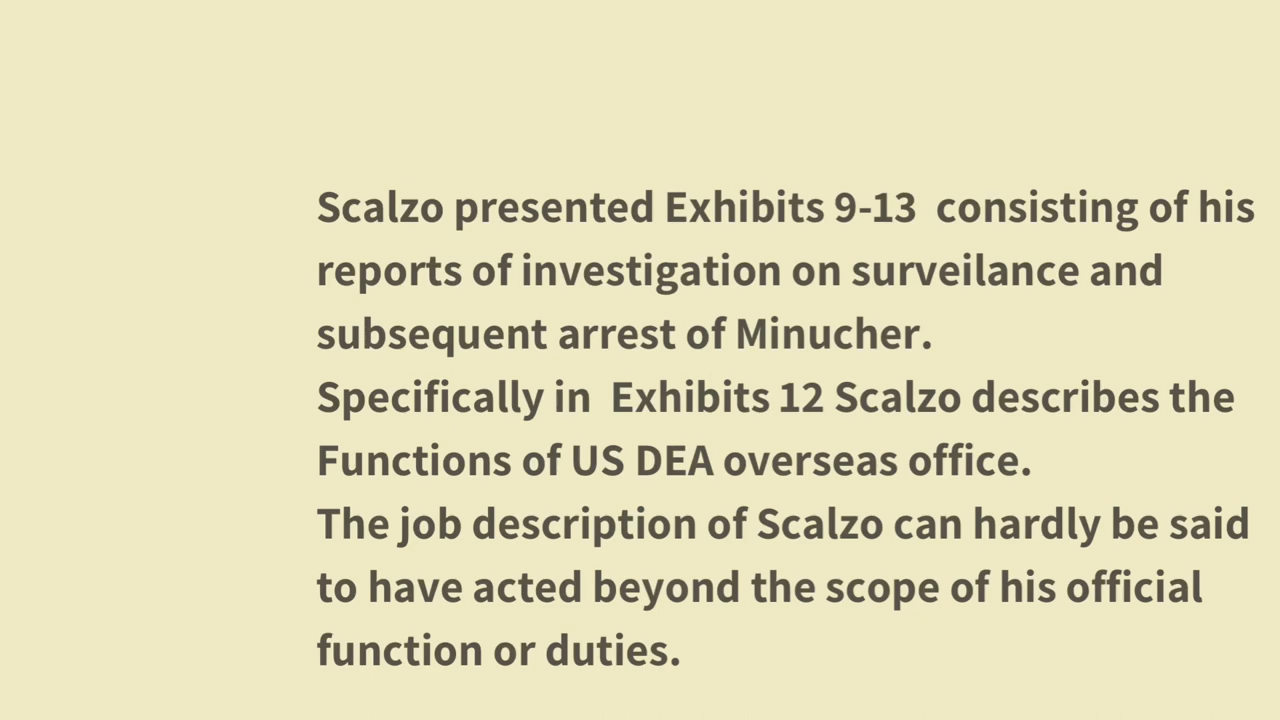 Scalzo presented Exhibits 9-13  consisting of his
reports of investigation on surveilance and
subsequent arrest of Minucher.
Specifically in  Exhibits 12 Scalzo describes the
Functions of US DEA overseas office.
The job description of Scalzo can hardly be said
to have acted beyond the scope of his official
function or duties.